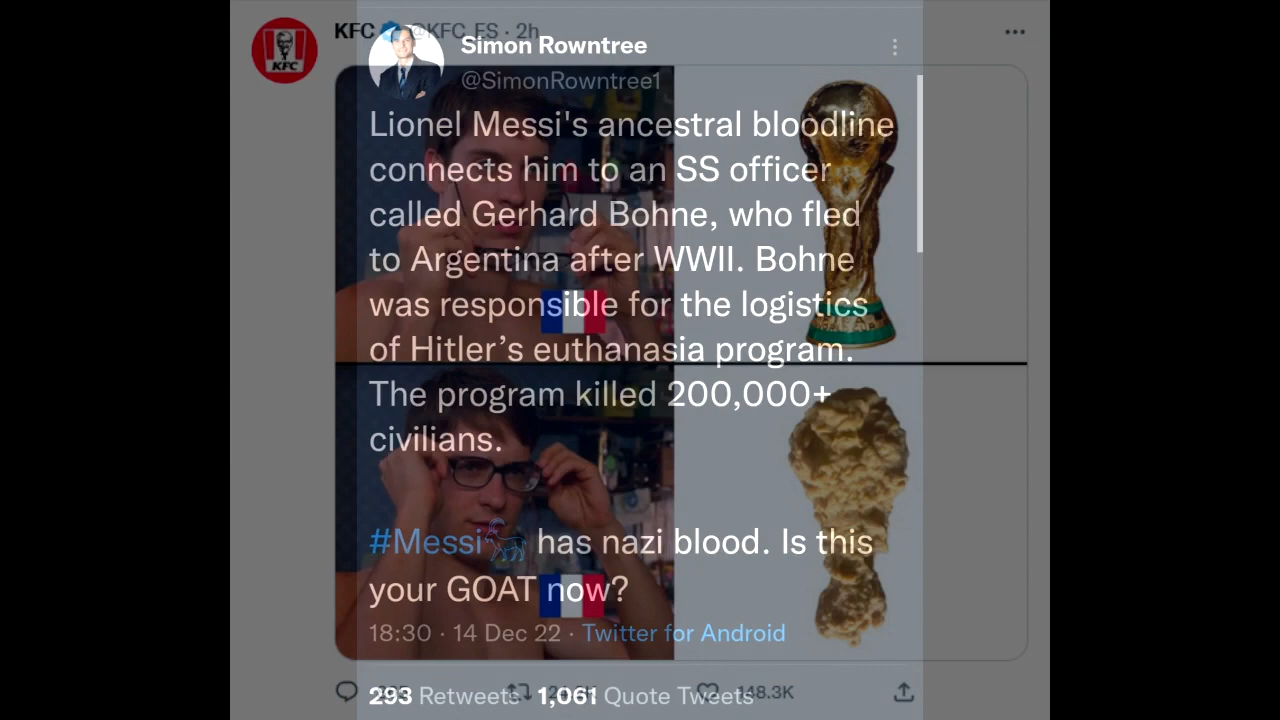 KFC @KFC_ES · 2h
KFC
Simon Rowntree
@SimonRowntree1
Lionel Messi's ancestral bloodline
connects him to an SS officer
called Gerhard Bohne, who fled
to Argentina after WWII. Bohne
was responsible for the logistics
of Hitler’s euthanasia program.
The program killed 200,000+
civilians.
#Messi🐐 has nazi blood. Is this
your GOAT now?
18:30 · 14 Dec 22 · Twitter for Android
293 Retweets 1,061 Quote Tweets
148.3K